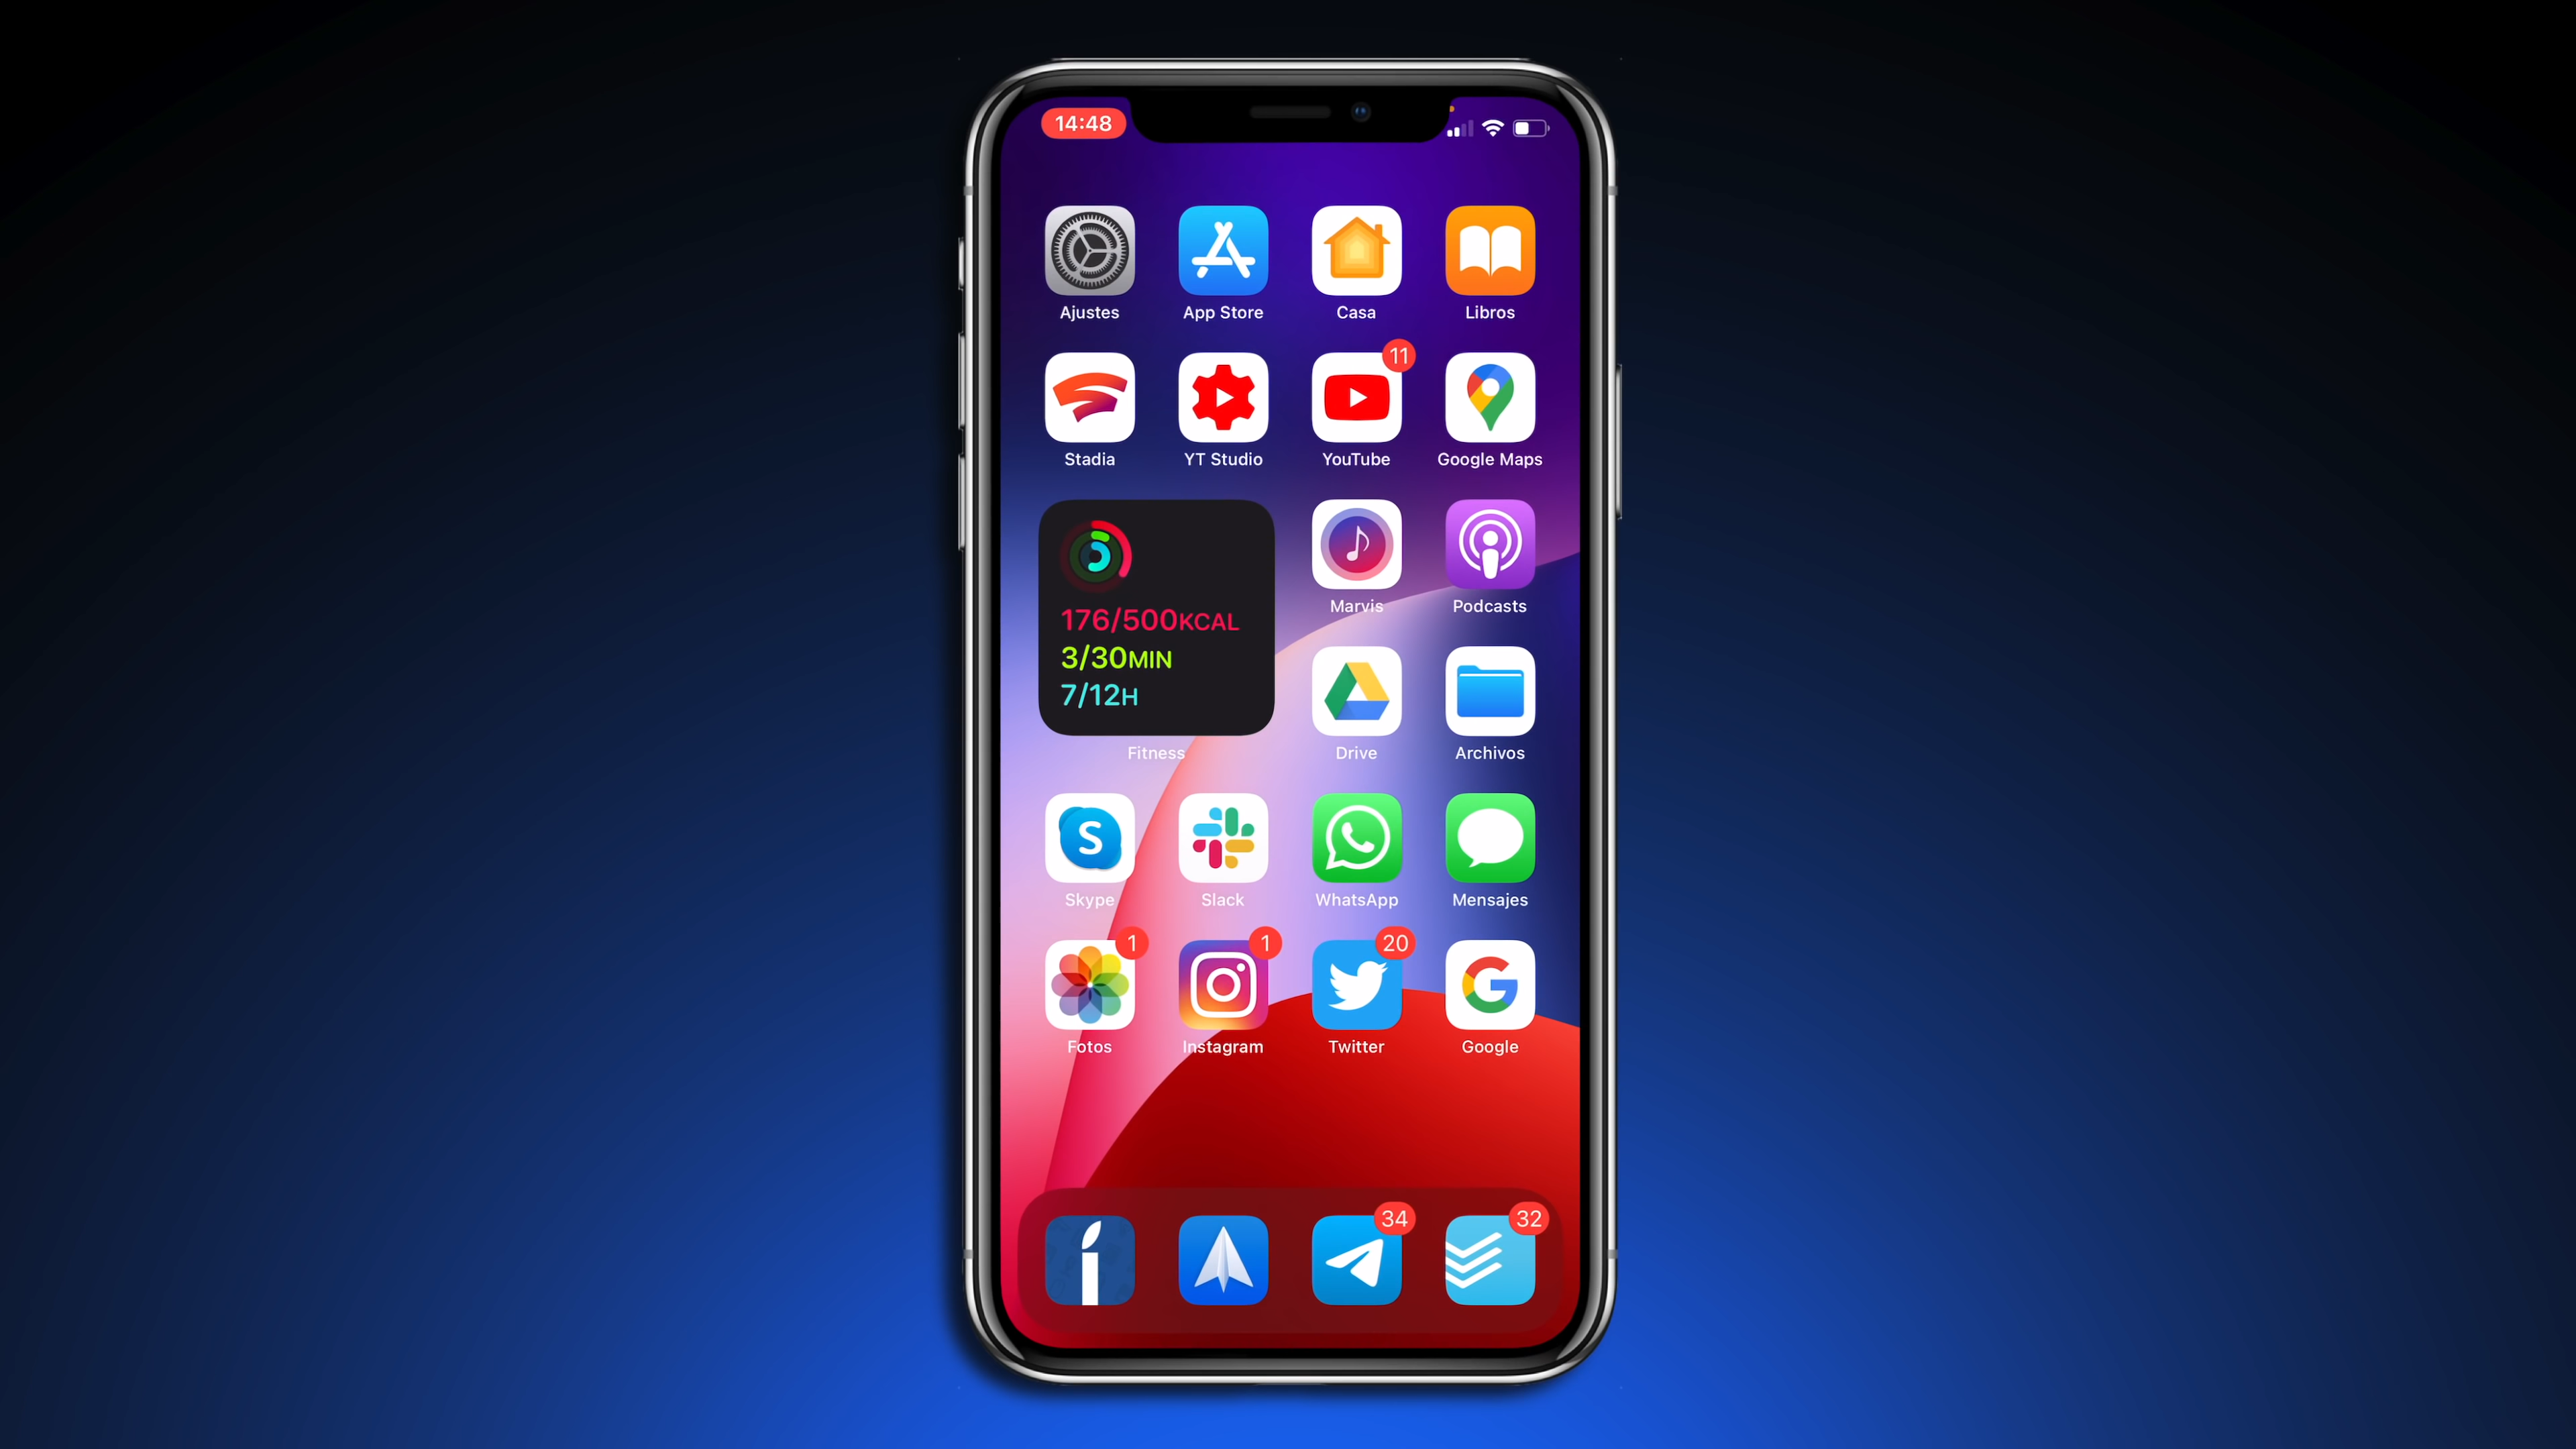 14:48
Ajustes
App Store
Casa
Libros
11
Stadia
YT Studio
YouTube
Google Maps
176/500KCAL
3/30MIN
7/12H
Fitness
Marvis
Podcasts
Drive
Archivos
S
Skype
Slack
WhatsApp
Mensajes
1
1
20
Fotos
Instagram
Twitter
G
Google
34
32
i